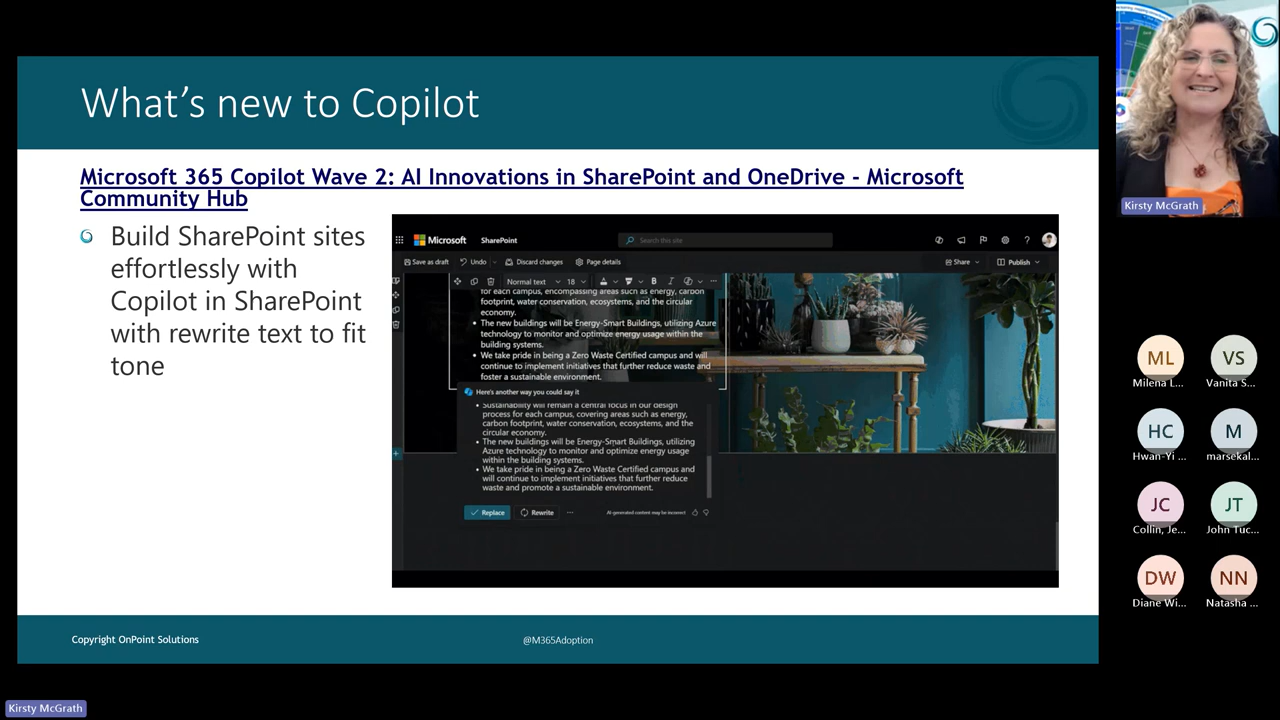 What's new to Copilot
Microsoft 365 Copilot Wave 2: AI Innovations in SharePoint and OneDrive - Microsoft
Community Hub
Build SharePoint sites
effortlessly with
Copilot in SharePoint
with rewrite text to fit
tone
Microsoft SharePoint Search this site
Save as draft Undo Discard changes Page details Share Publish
Normal text 18 B I
for each campus, encompassing areas such as energy, carbon
footprint, water conservation, ecosystems, and the circular
economy.
The new buildings will be Energy-Smart Buildings, utilizing Azure
technology to monitor and optimize energy usage within the
building systems.
We take pride in being a Zero Waste Certified campus and will
continue to implement initiatives that further reduce waste and
foster a sustainable environment.
Here's another way you could say it
Sustainability will remain a central focus in our design
process for each campus, covering areas such as energy,
carbon footprint, water conservation, ecosystems, and the
circular economy.
The new buildings will be Energy-Smart Buildings, utilizing
Azure technology to monitor and optimize energy usage
within the building systems.
We take pride in being a Zero Waste Certified campus and
will continue to implement initiatives that further reduce
waste and promote a sustainable environment.
Replace Rewrite ... AI-generated content may be incorrect
Copyright OnPoint Solutions
@M365Adoption
Kirsty McGrath
ML VS
Milena L... Vanita S...
HC M
Hwan-Yi ... marsekal...
JC JT
Collin, Je... John Tuc...
DW NN
Diane Wi... Natasha ...
Kirsty McGrath